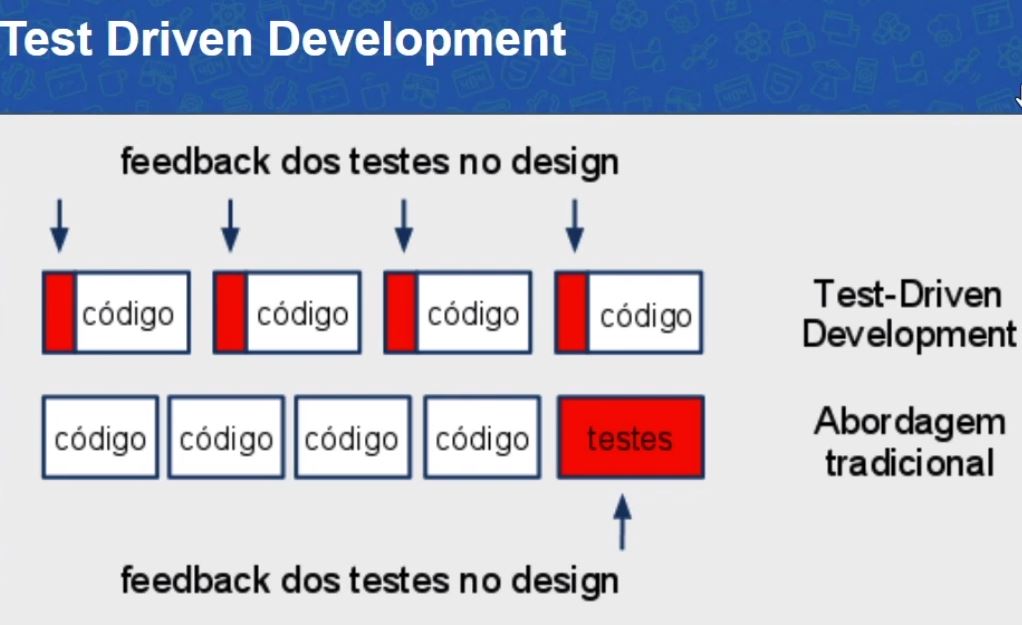 Test Driven Development
feedback dos testes no design
código código código código
Test-Driven
Development
código código código código testes
Abordagem
tradicional
feedback dos testes no design